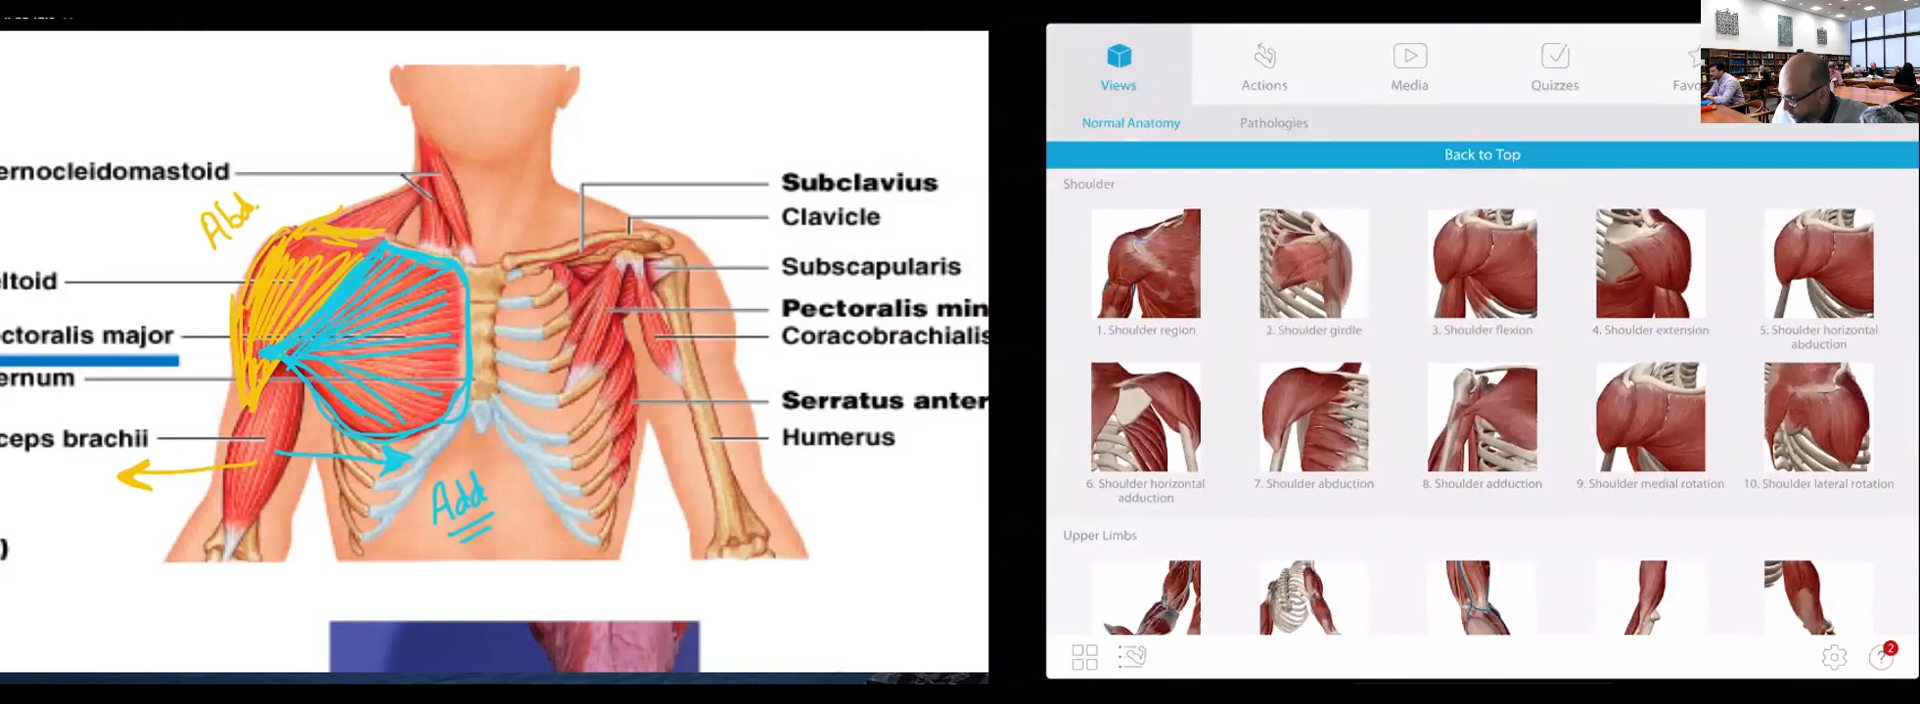 ernocleidomastoid
Abd.
eltoid
ctoralis major
ernum
ceps brachii
)
Add
Subclavius
Clavicle
Subscapularis
Pectoralis min
Coracobrachialis
Serratus anter
Humerus
Views
Actions
Media
Quizzes
Favo
Normal Anatomy
Pathologies
Back to Top
Shoulder
1. Shoulder region
2. Shoulder girdle
3. Shoulder flexion
4. Shoulder extension
5. Shoulder horizontal
abduction
6. Shoulder horizontal
adduction
7. Shoulder abduction
8. Shoulder adduction
9. Shoulder medial rotation
10. Shoulder lateral rotation
Upper Limbs
?
2